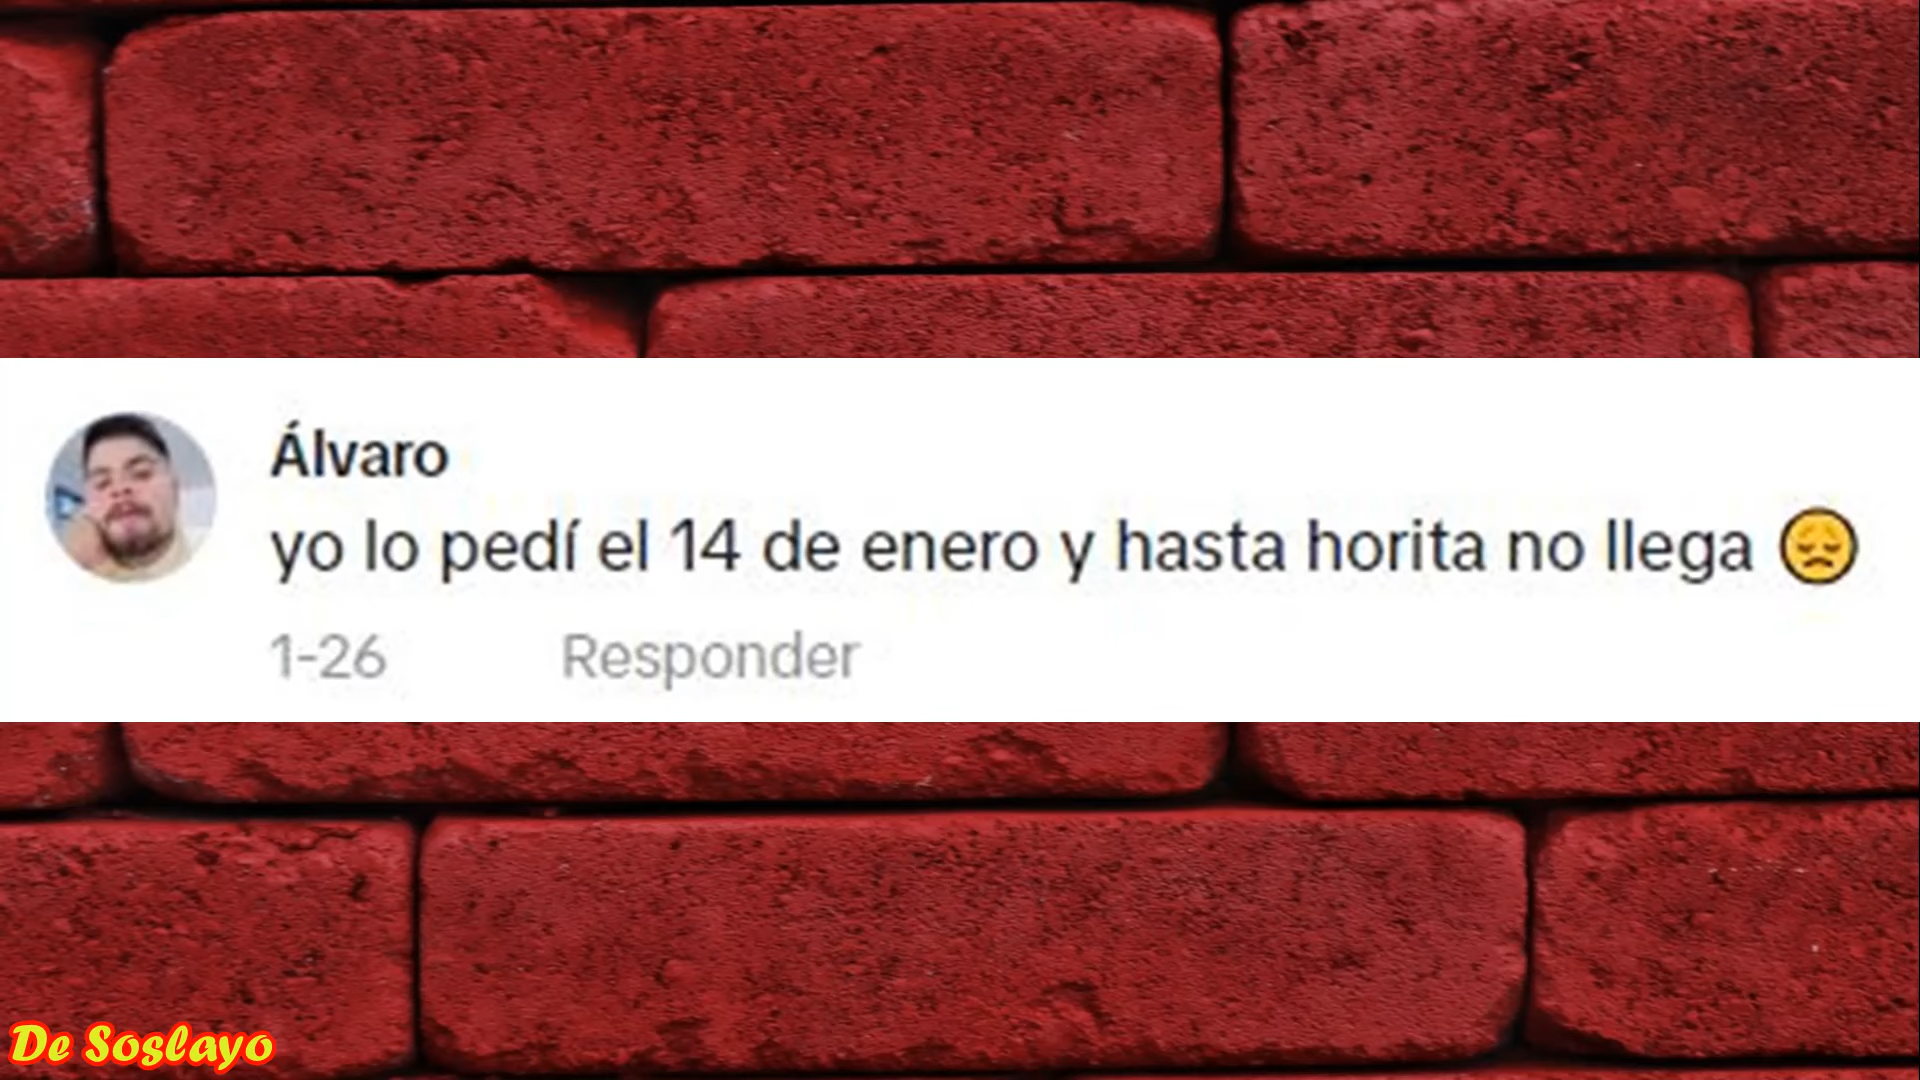 Álvaro
yo lo pedí el 14 de enero y hasta horita no llega 😞
1-26 Responder
De Soslayo